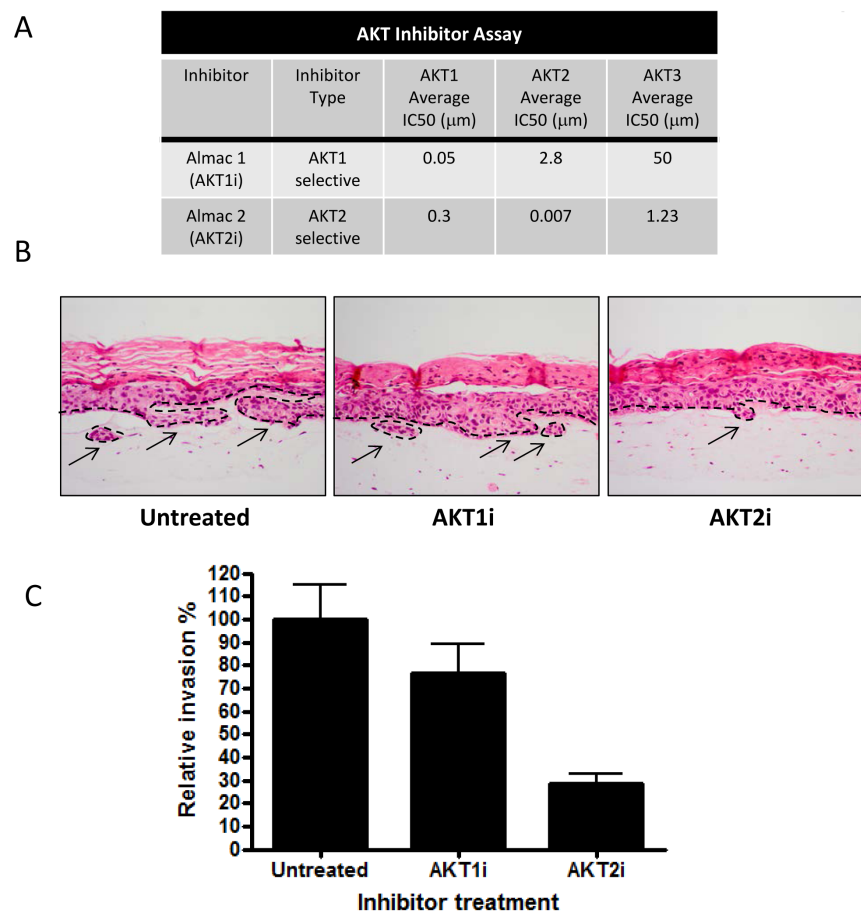 A
AKT Inhibitor Assay
Inhibitor
Inhibitor
Type
AKT1
Average
IC50 (μm)
AKT2
Average
IC50 (μm)
AKT3
Average
IC50 (μm)
Almac 1
(AKT1i)
AKT1
selective
0.05
2.8
50
Almac 2
(AKT2i)
AKT2
selective
0.3
0.007
1.23
B
Untreated
AKT1i
AKT2i
C
Relative invasion %
120
110
100
90
80
70
60
50
40
30
20
10
0
Untreated
AKT1i
AKT2i
Inhibitor treatment